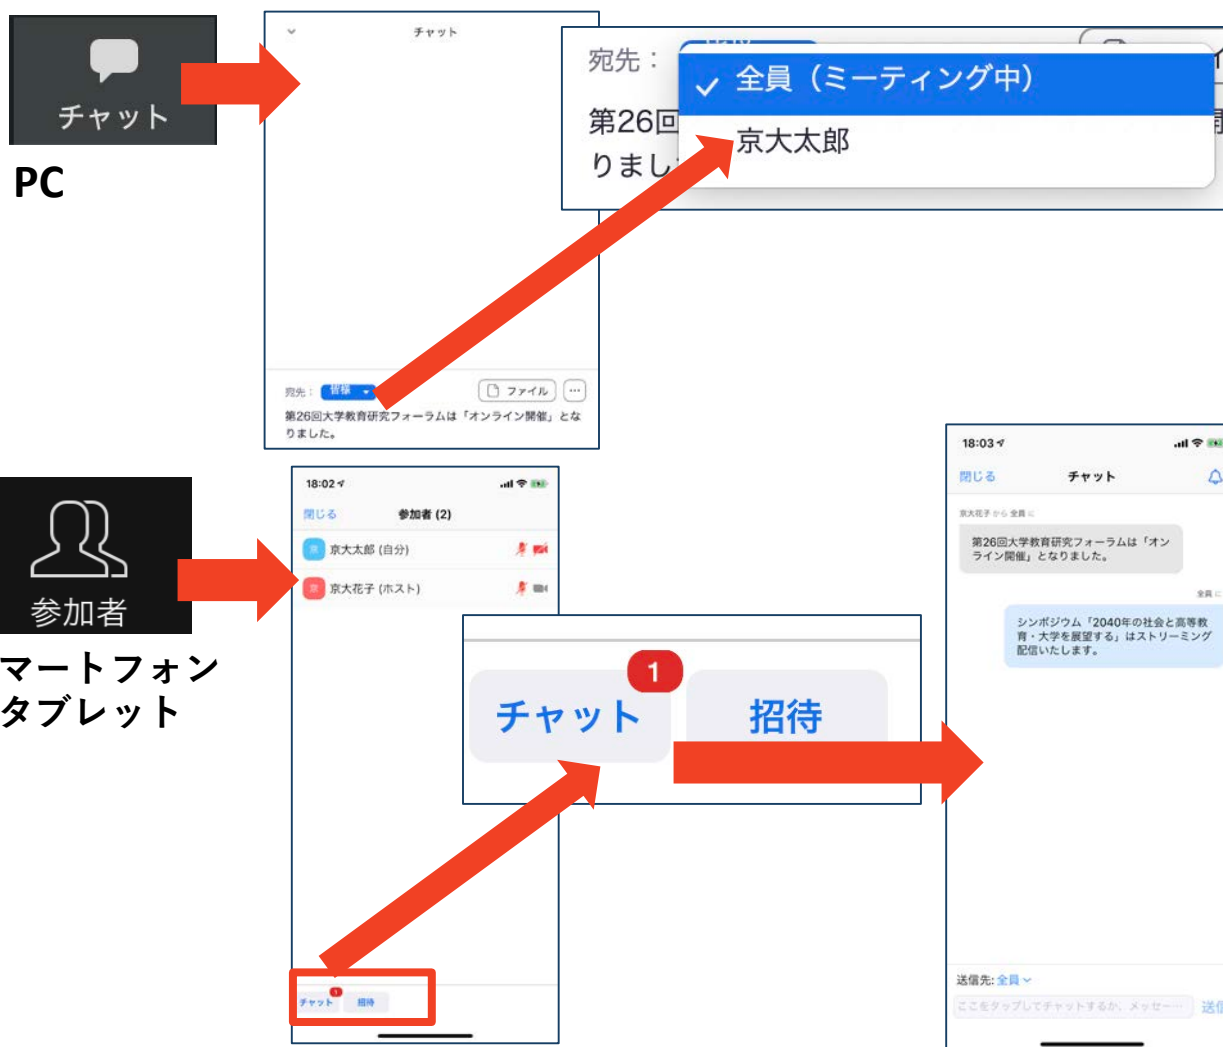 チャット
PC
チャット
宛先：
皆様
ファイル
第26回大学教育研究フォーラムは「オンライン開催」とな
りました。
宛先：
全員（ミーティング中）
第26回
京大太郎
りまし
参加者
マートフォン
タブレット
18:02
閉じる
参加者 (2)
京 京大太郎 (自分)
京 京大花子 (ホスト)
チャット
1
招待
チャット
1
招待
18:03
閉じる
チャット
京大花子 から 全員 に
第26回大学教育研究フォーラムは「オン
ライン開催」となりました。
全員 に
シンポジウム「2040年の社会と高等教
育・大学を展望する」はストリーミング
配信いたします。
送信先: 全員
ここをタップしてチャットするか、メッセー…
送信